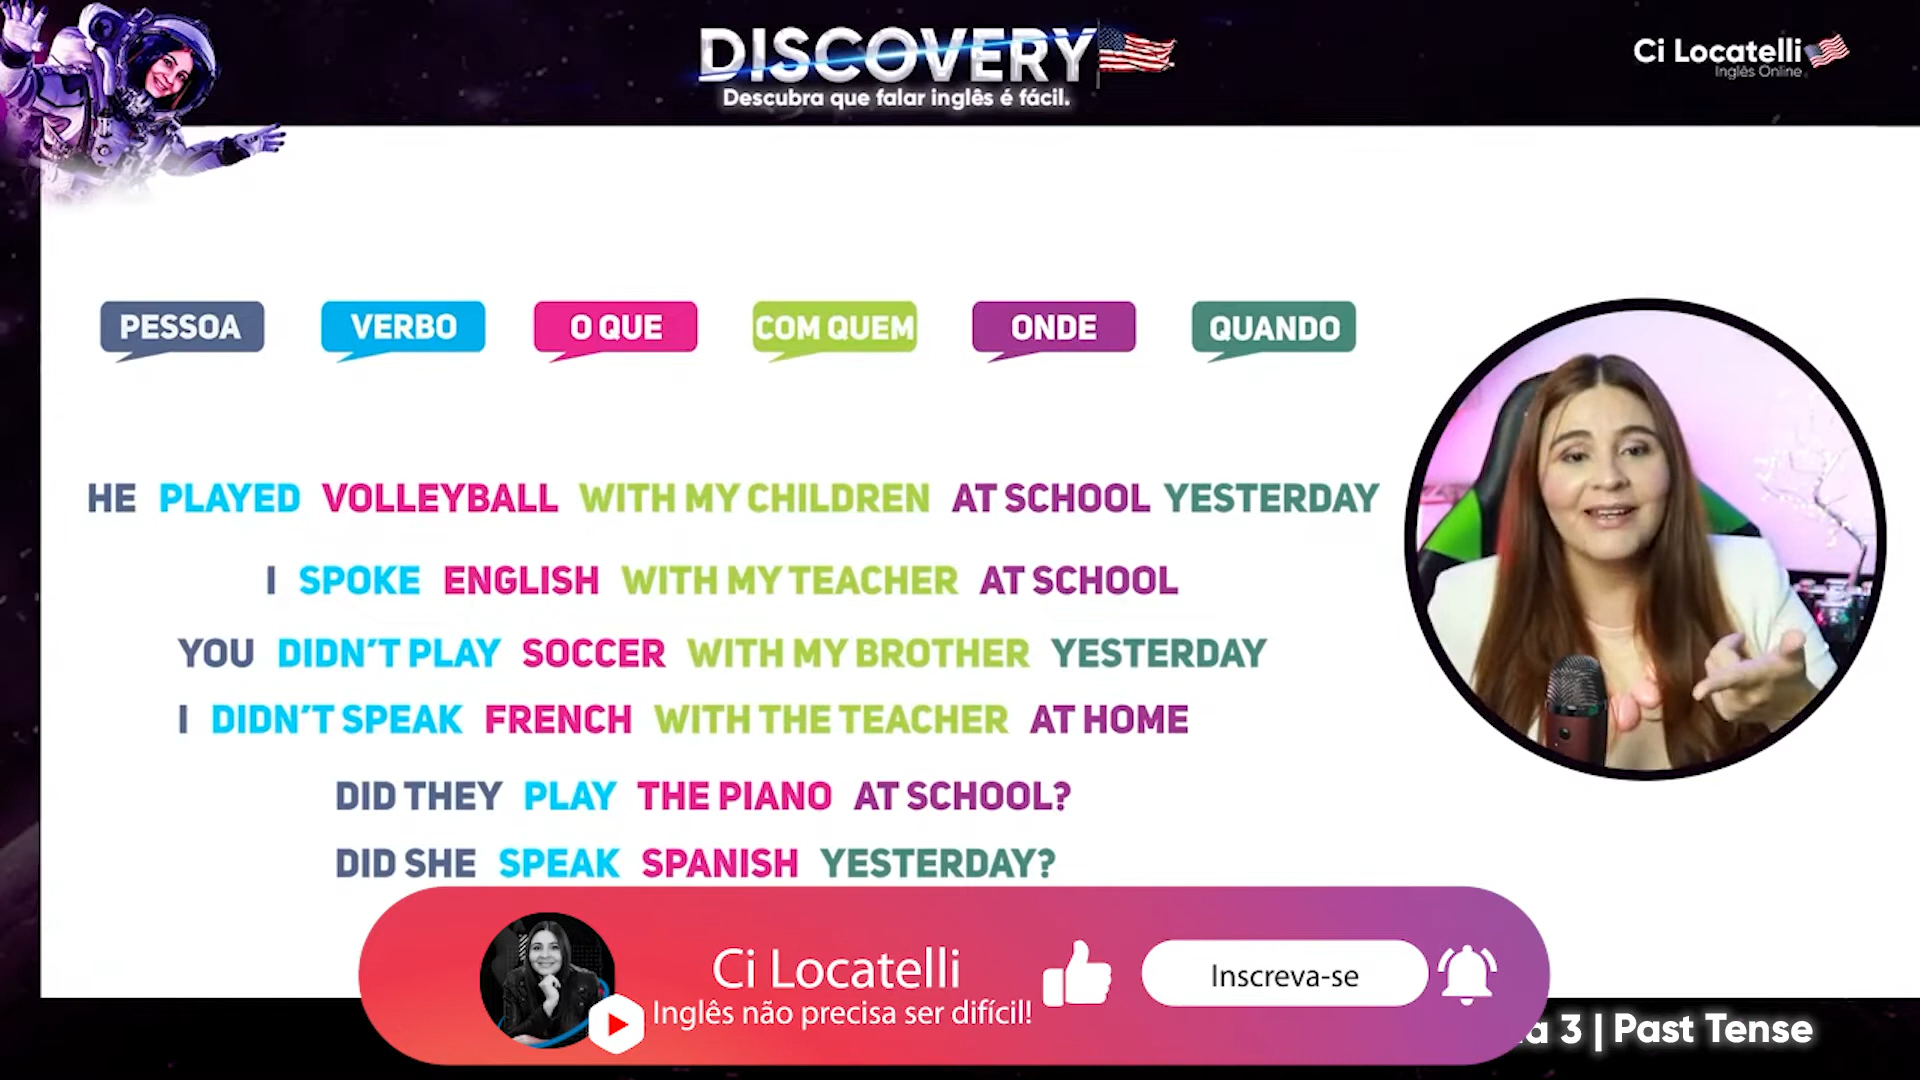 DISCOVERY
Descubra que falar inglês é fácil.
Ci Locatelli
Inglês Online
PESSOA VERBO O QUE COM QUEM ONDE QUANDO
HE PLAYED VOLLEYBALL WITH MY CHILDREN AT SCHOOL YESTERDAY
I SPOKE ENGLISH WITH MY TEACHER AT SCHOOL
YOU DIDN'T PLAY SOCCER WITH MY BROTHER YESTERDAY
I DIDN'T SPEAK FRENCH WITH THE TEACHER AT HOME
DID THEY PLAY THE PIANO AT SCHOOL?
DID SHE SPEAK SPANISH YESTERDAY?
Ci Locatelli
Inglês não precisa ser difícil!
Inscreva-se
3 | Past Tense